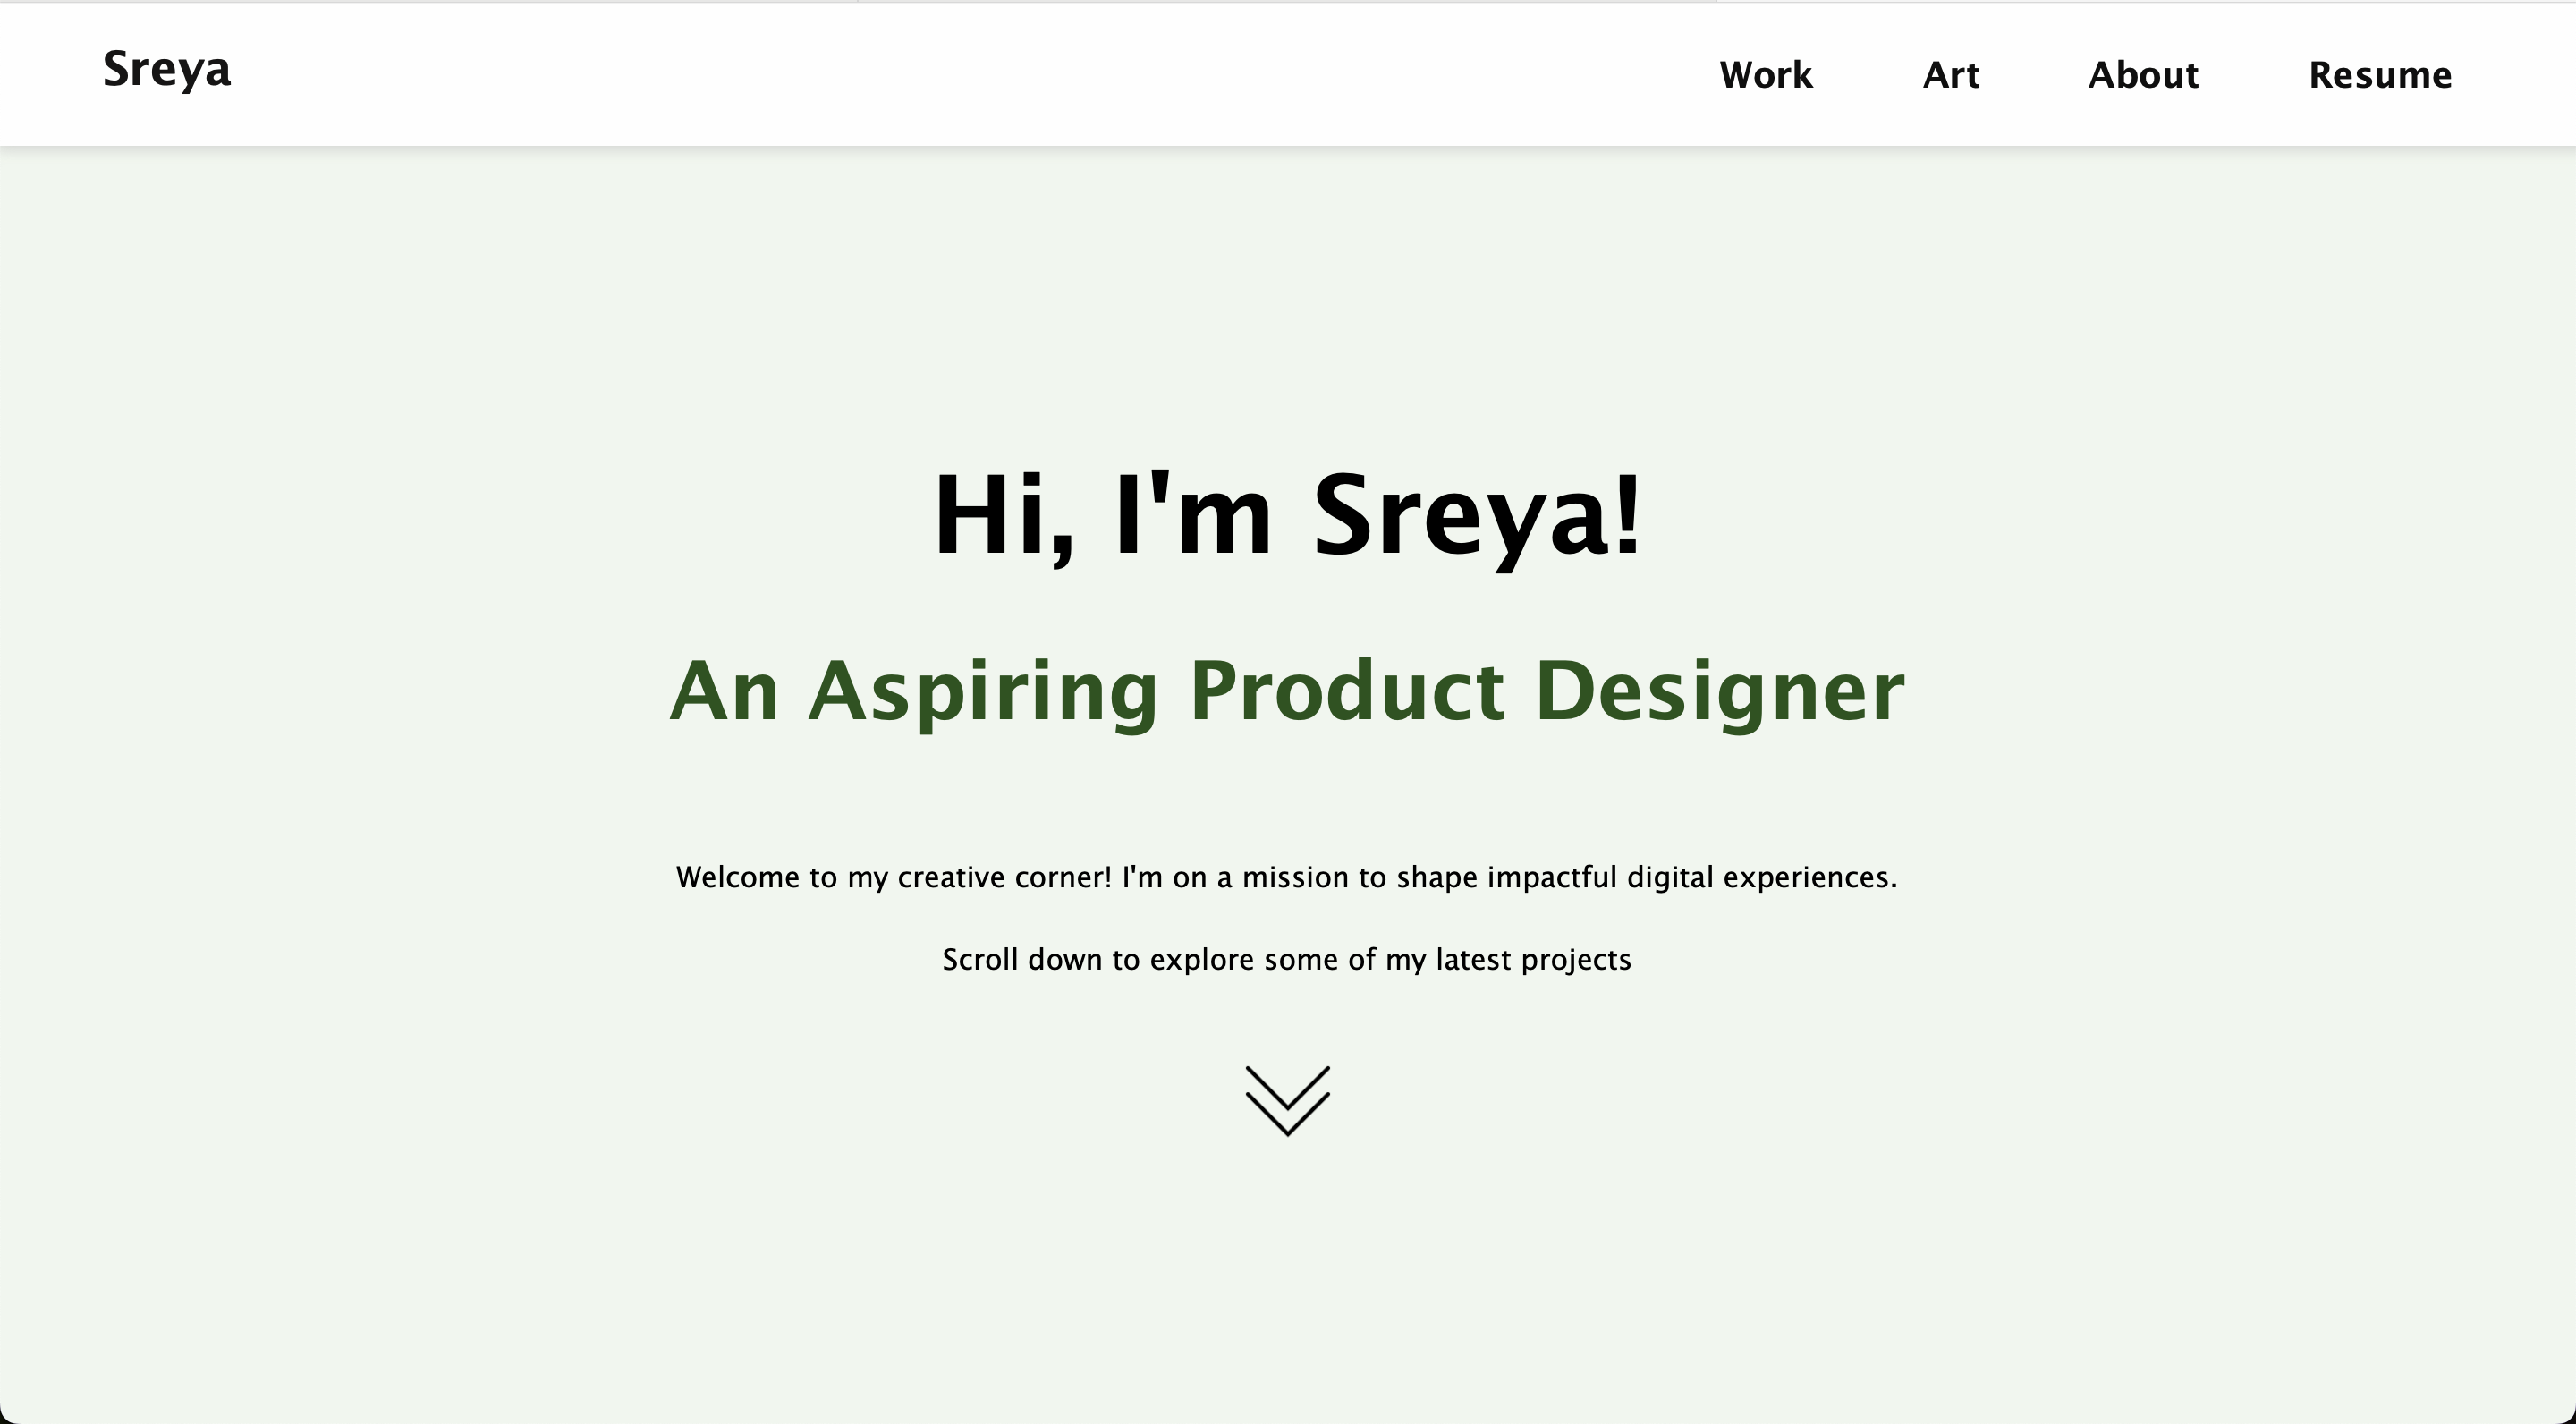 Sreya
Work Art About Resume
Hi, I'm Sreya!
An Aspiring Product Designer
Welcome to my creative corner! I'm on a mission to shape impactful digital experiences.
Scroll down to explore some of my latest projects